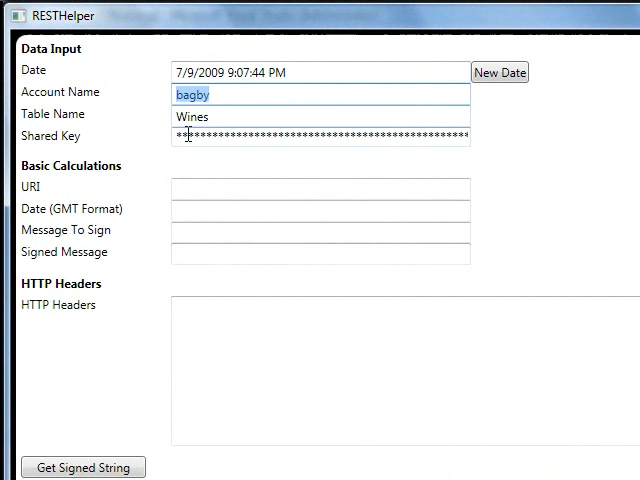 RESTHelper
Data Input
Date 7/9/2009 9:07:44 PM New Date
Account Name bagby
Table Name Wines
Shared Key
Basic Calculations
URI
Date (GMT Format)
Message To Sign
Signed Message
HTTP Headers
HTTP Headers
Get Signed String